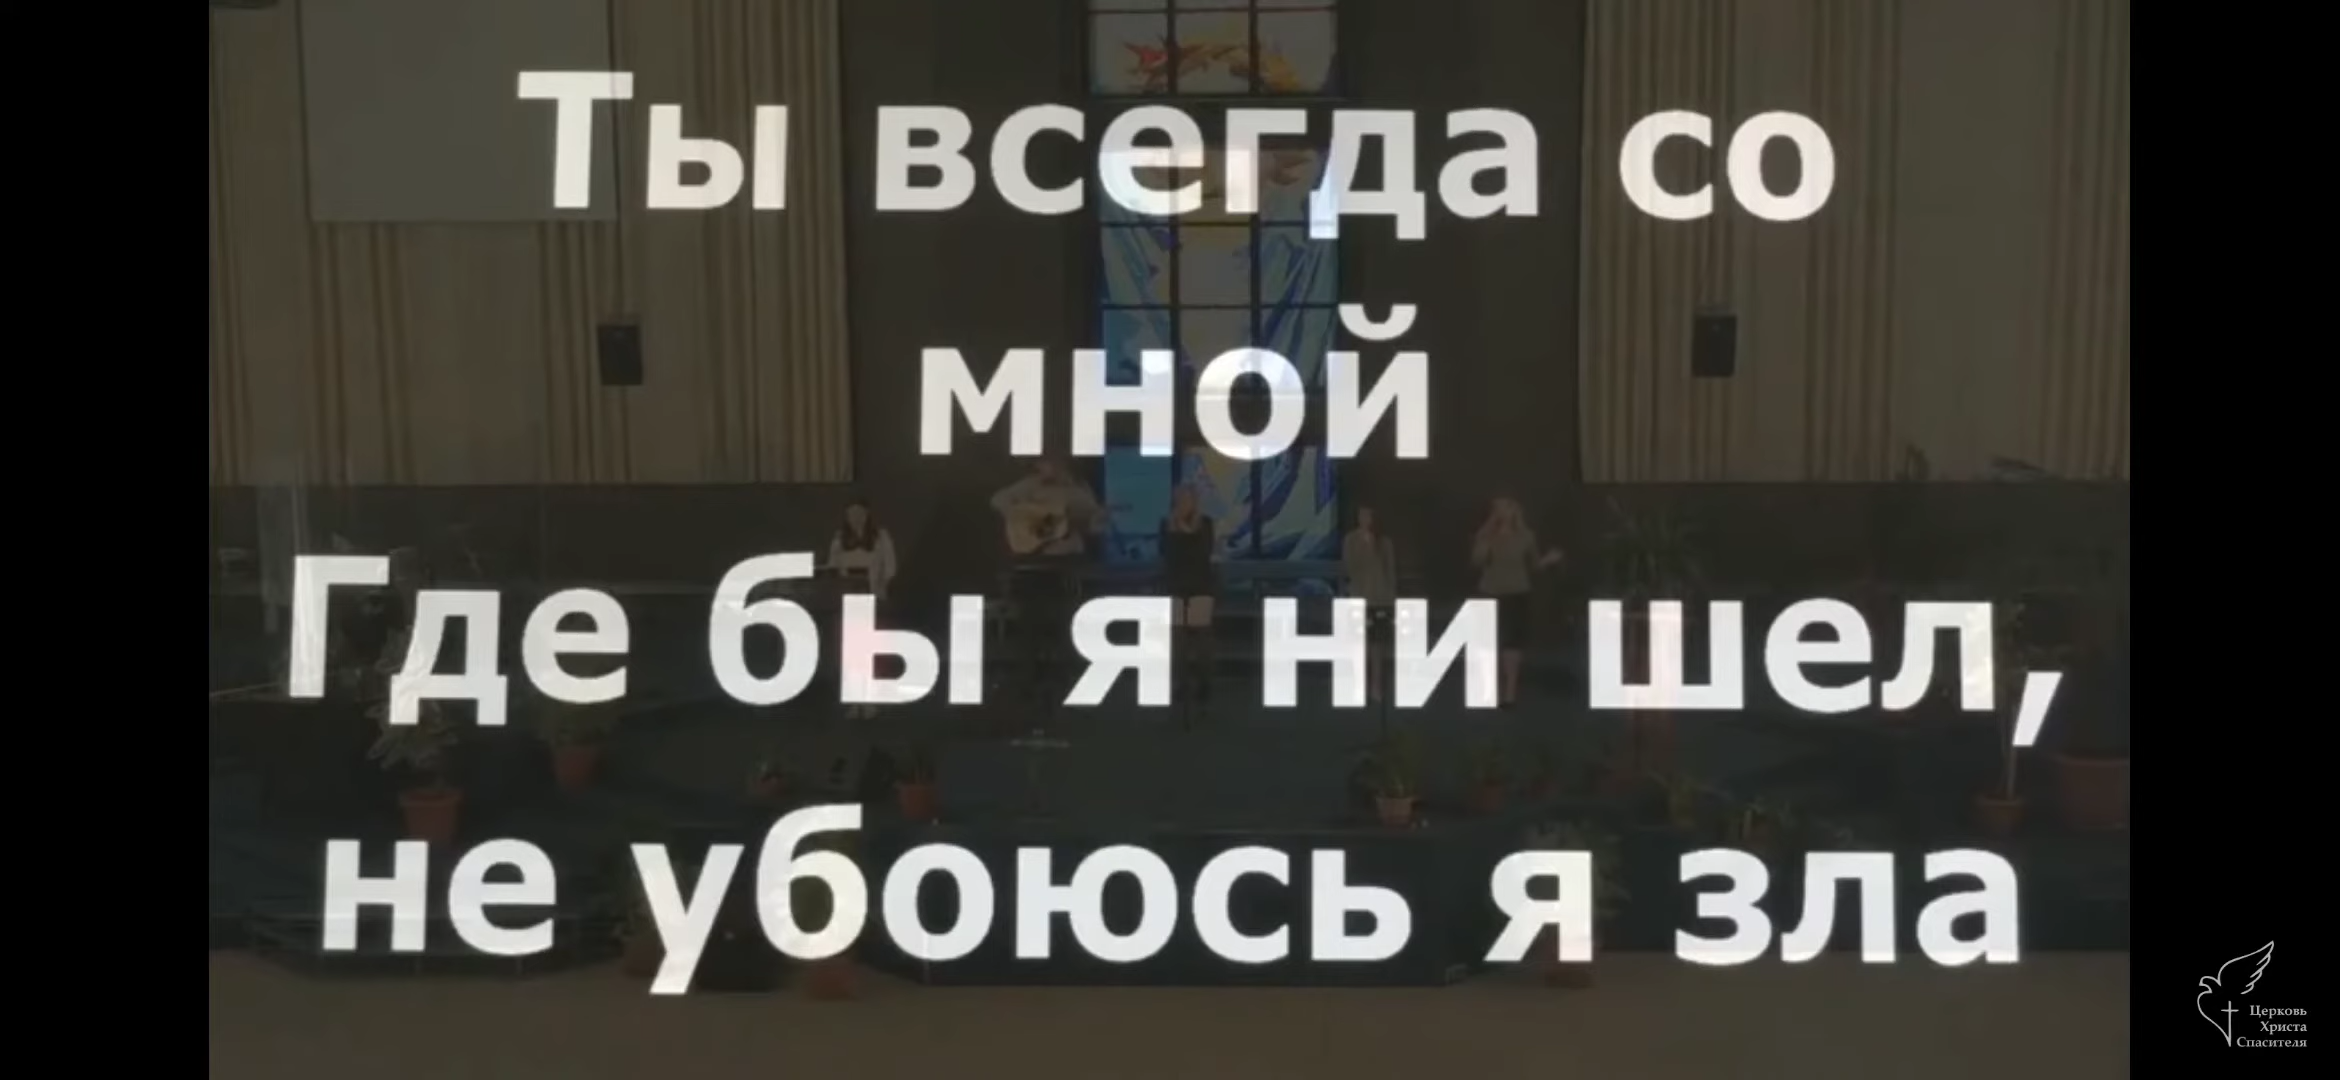 Ты всегда со
мной
Где бы я ни шел,
не убоюсь я зла
Церковь
Христа
Спасителя